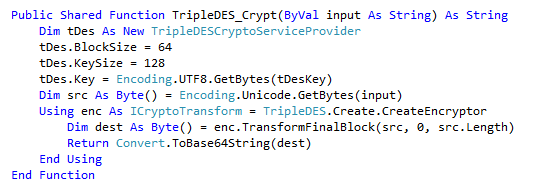 Public Shared Function TripleDES_Crypt(ByVal input As String) As String
Dim tDes As New TripleDESCryptoServiceProvider
tDes.BlockSize = 64
tDes.KeySize = 128
tDes.Key = Encoding.UTF8.GetBytes(tDesKey)
Dim src As Byte() = Encoding.Unicode.GetBytes(input)
Using enc As ICryptoTransform = TripleDES.Create.CreateEncryptor
Dim dest As Byte() = enc.TransformFinalBlock(src, 0, src.Length)
Return Convert.ToBase64String(dest)
End Using
End Function